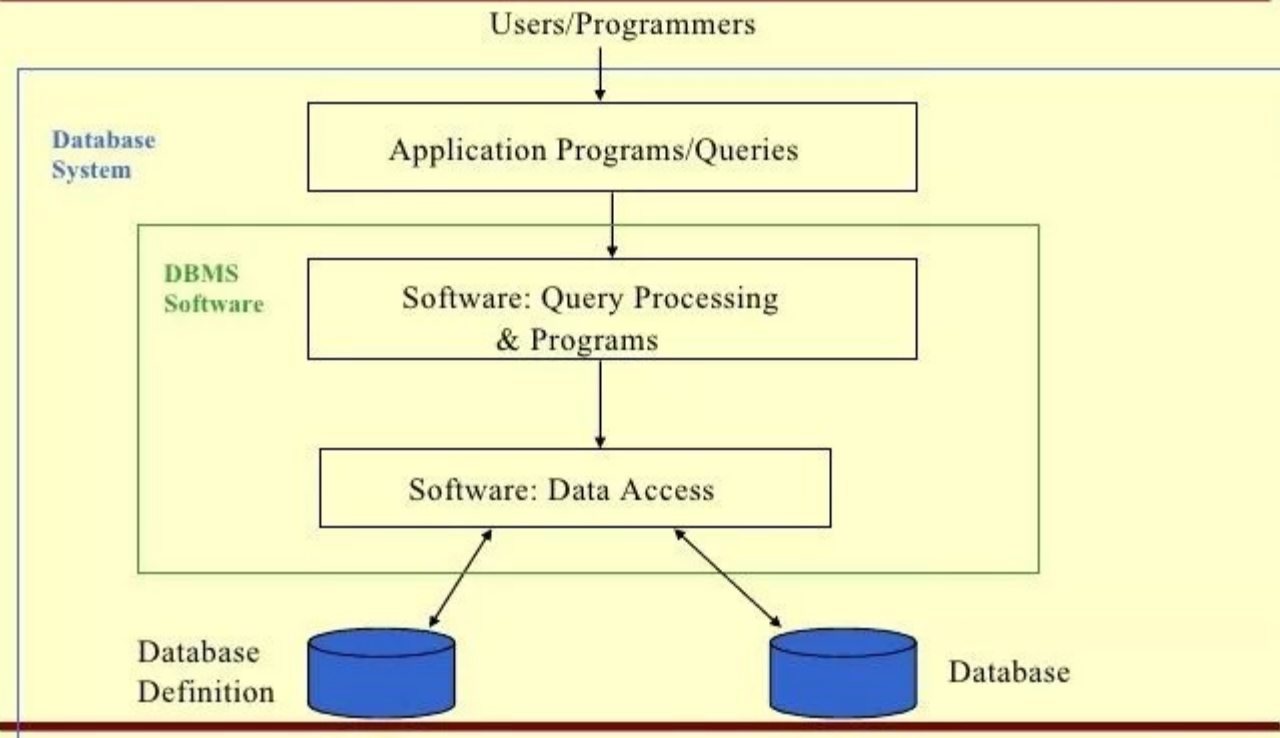 Users/Programmers
Database
System
Application Programs/Queries
DBMS
Software
Software: Query Processing
& Programs
Software: Data Access
Database
Definition
Database